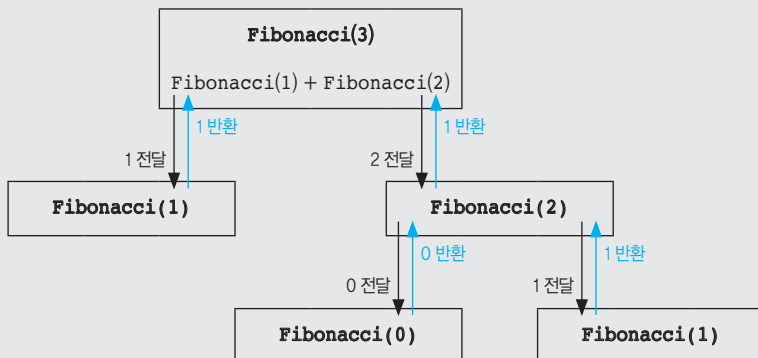 Fibonacci(3)
Fibonacci(1) + Fibonacci(2)
1 반환
1 반환
1 전달
2 전달
Fibonacci(1)
Fibonacci(2)
0 반환
1 반환
0 전달
1 전달
Fibonacci(0)
Fibonacci(1)